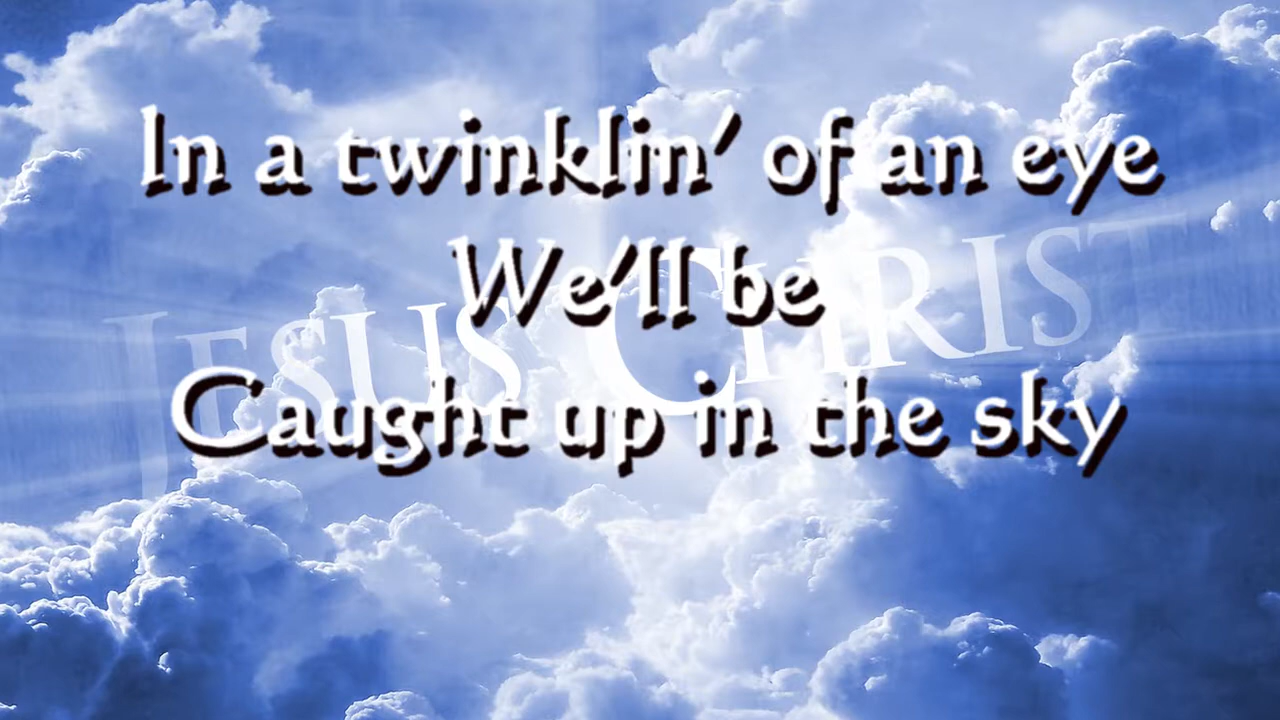 In a twinklin' of an eye
JESUS CHRIST
We'll be
Caught up in the sky